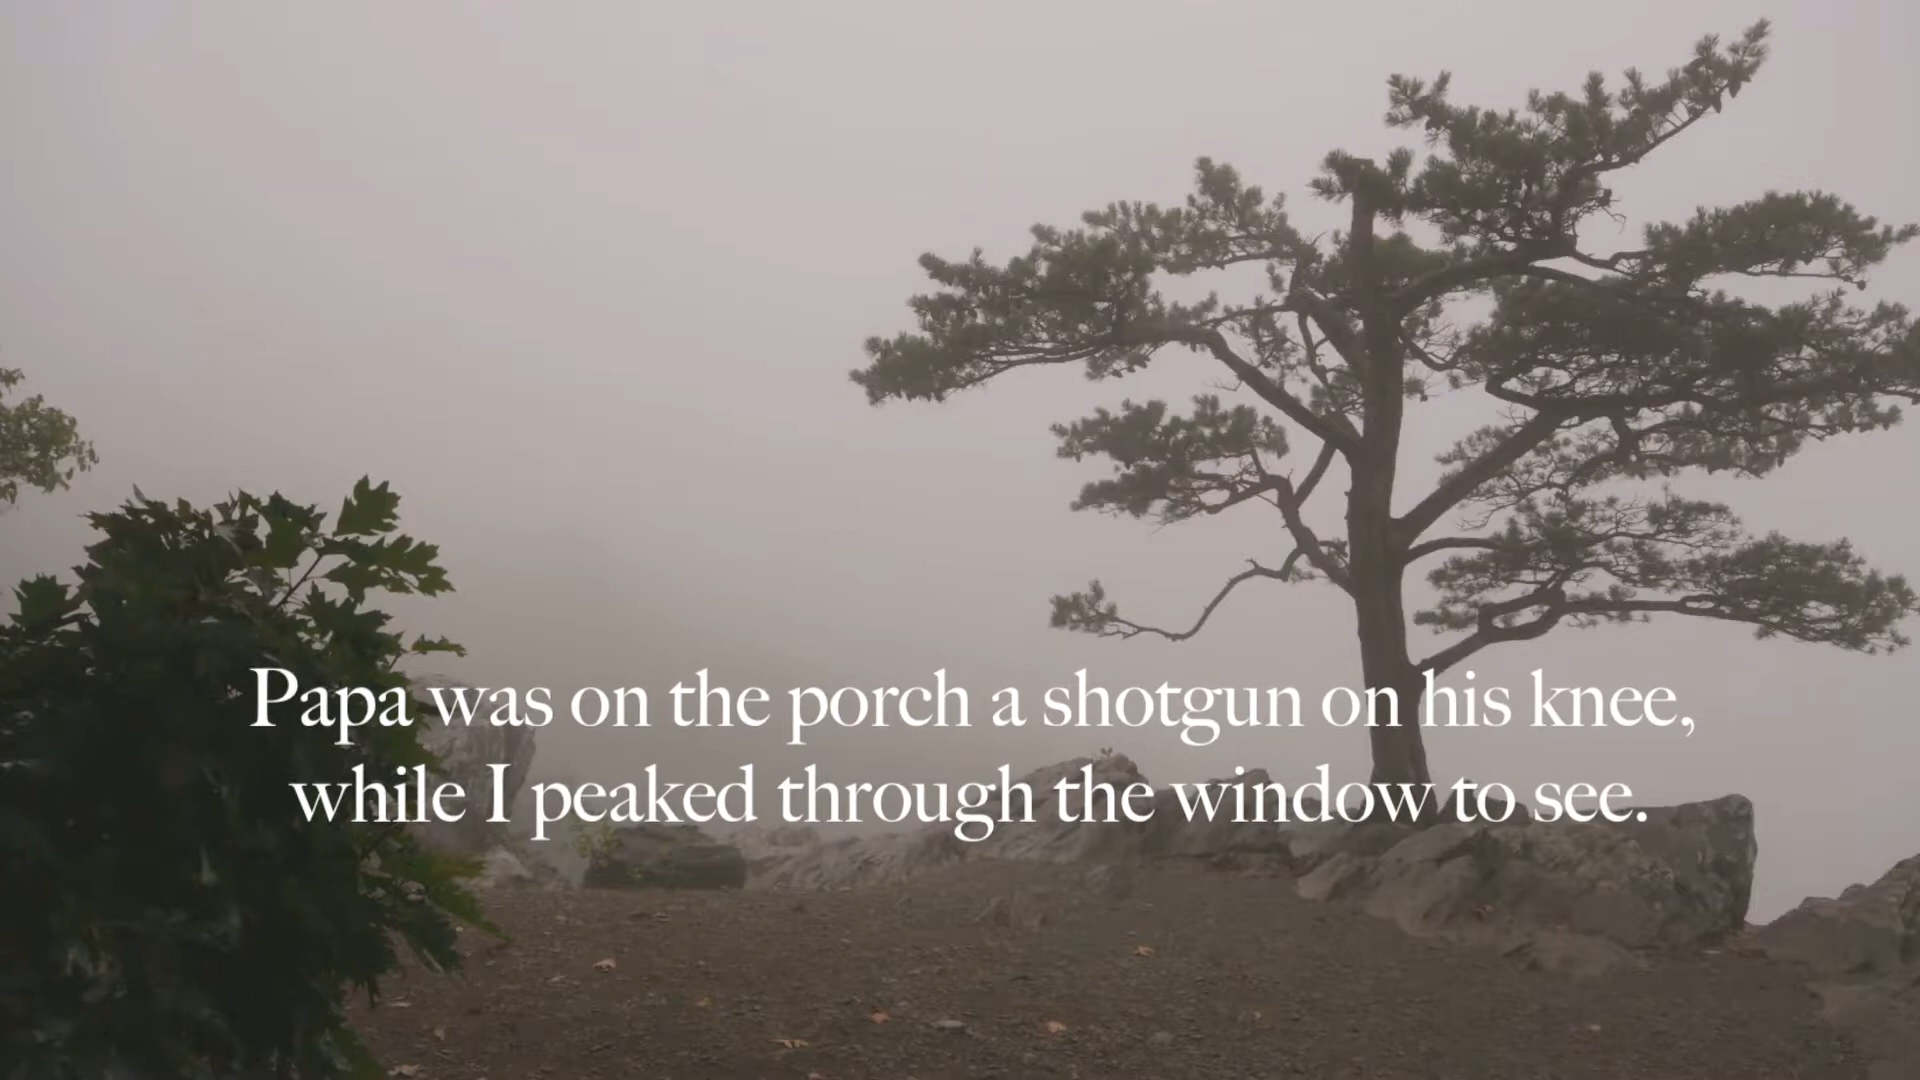 Papa was on the porch a shotgun on his knee,
while I peaked through the window to see.